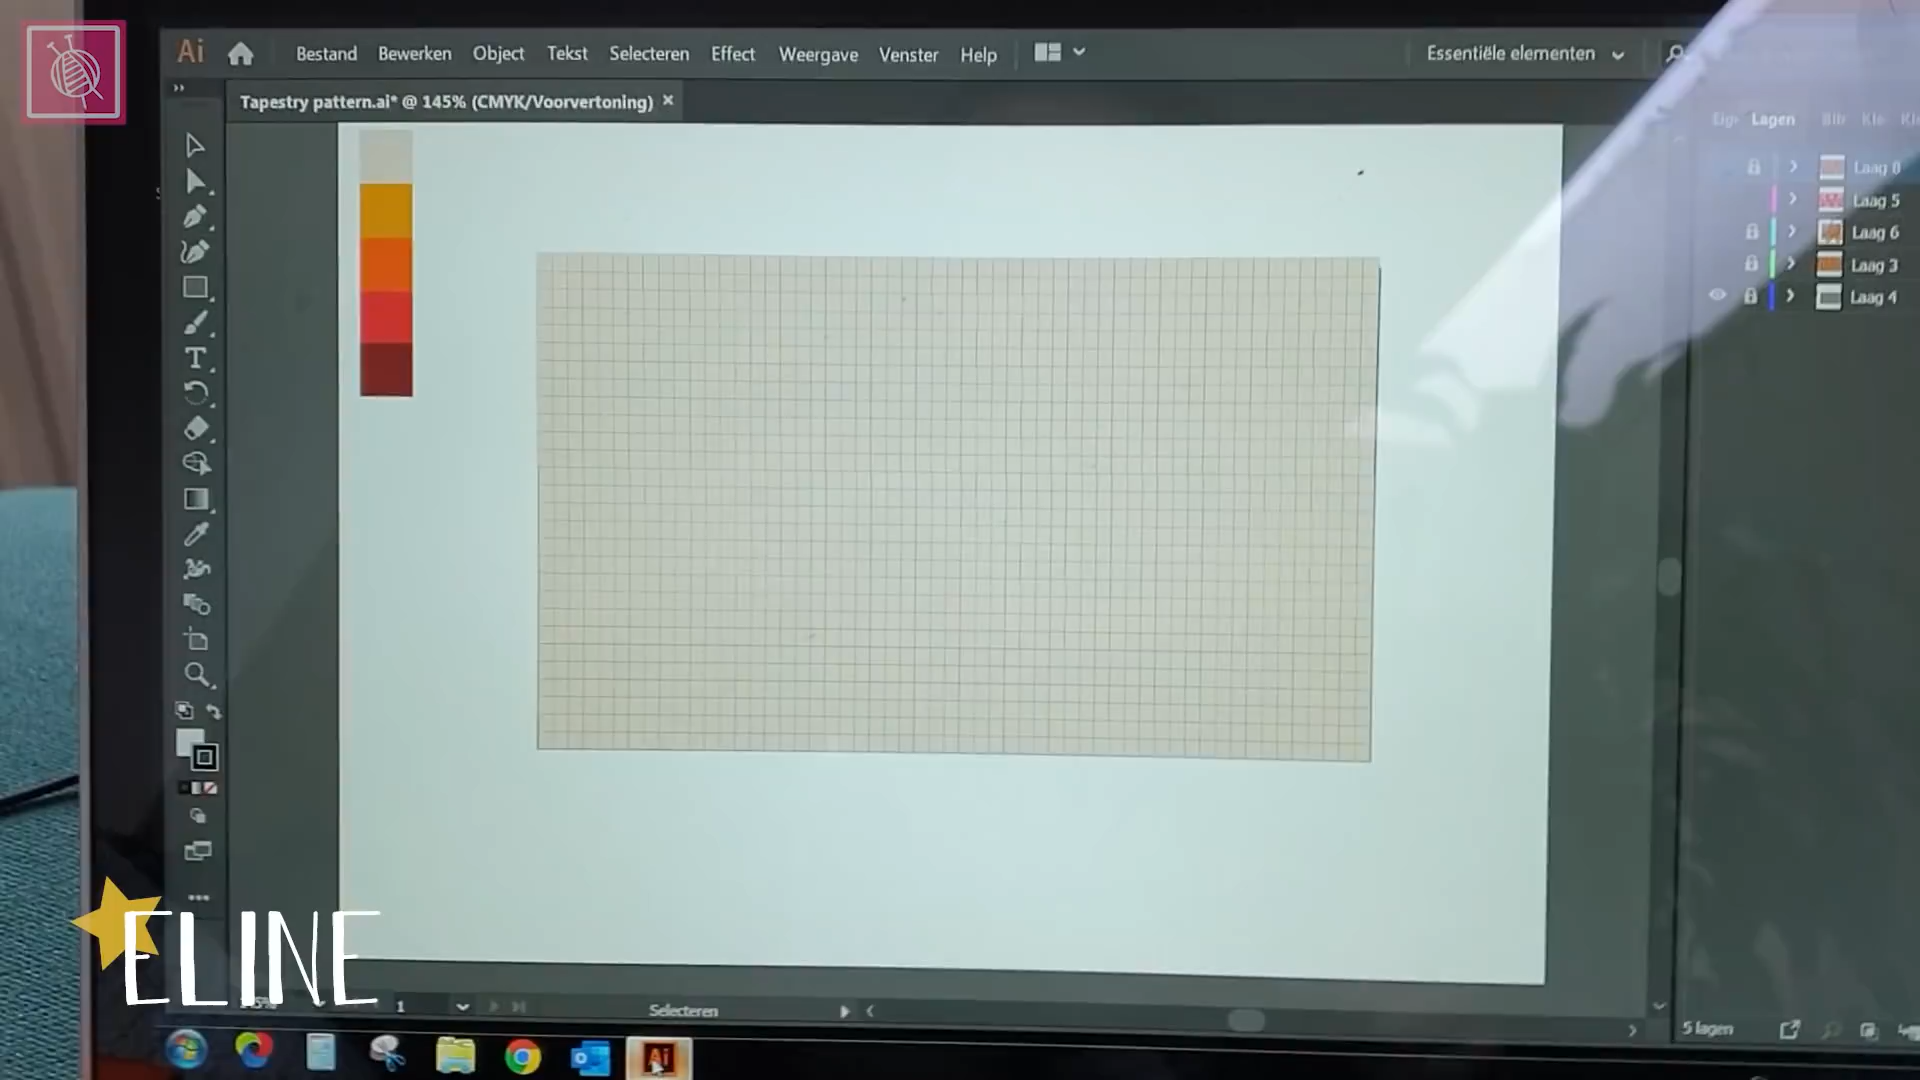 Ai Bestand Bewerken Object Tekst Selecteren Effect Weergave Venster Help Essentiële elementen
Tapestry pattern.ai* @ 145% (CMYK/Voorvertoning) ×
Lagen
Laag 8
Laag 5
Laag 6
Laag 3
Laag 4
ELINE
1 Selecteren
5 lagen
Ai